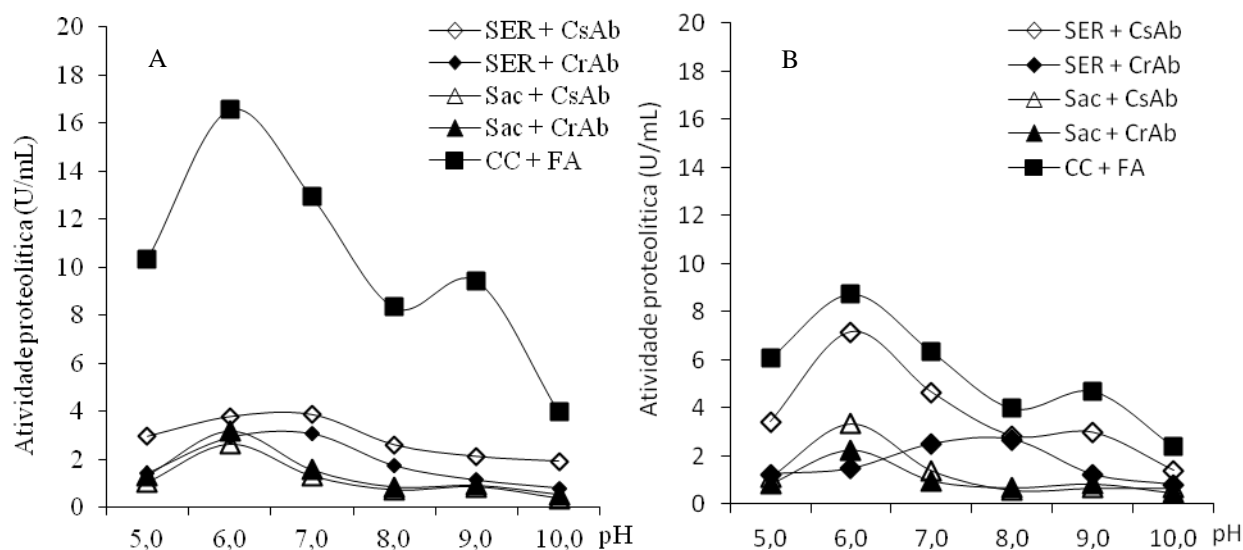 A
Atividade proteolítica (U/mL)
20
18
16
14
12
10
8
6
4
2
0
SER + CsAb
SER + CrAb
Sac + CsAb
Sac + CrAb
CC + FA
5,0 6,0 7,0 8,0 9,0 10,0 pH
B
Atividade proteolítica (U/mL)
20
18
16
14
12
10
8
6
4
2
0
SER + CsAb
SER + CrAb
Sac + CsAb
Sac + CrAb
CC + FA
5,0 6,0 7,0 8,0 9,0 10,0 pH